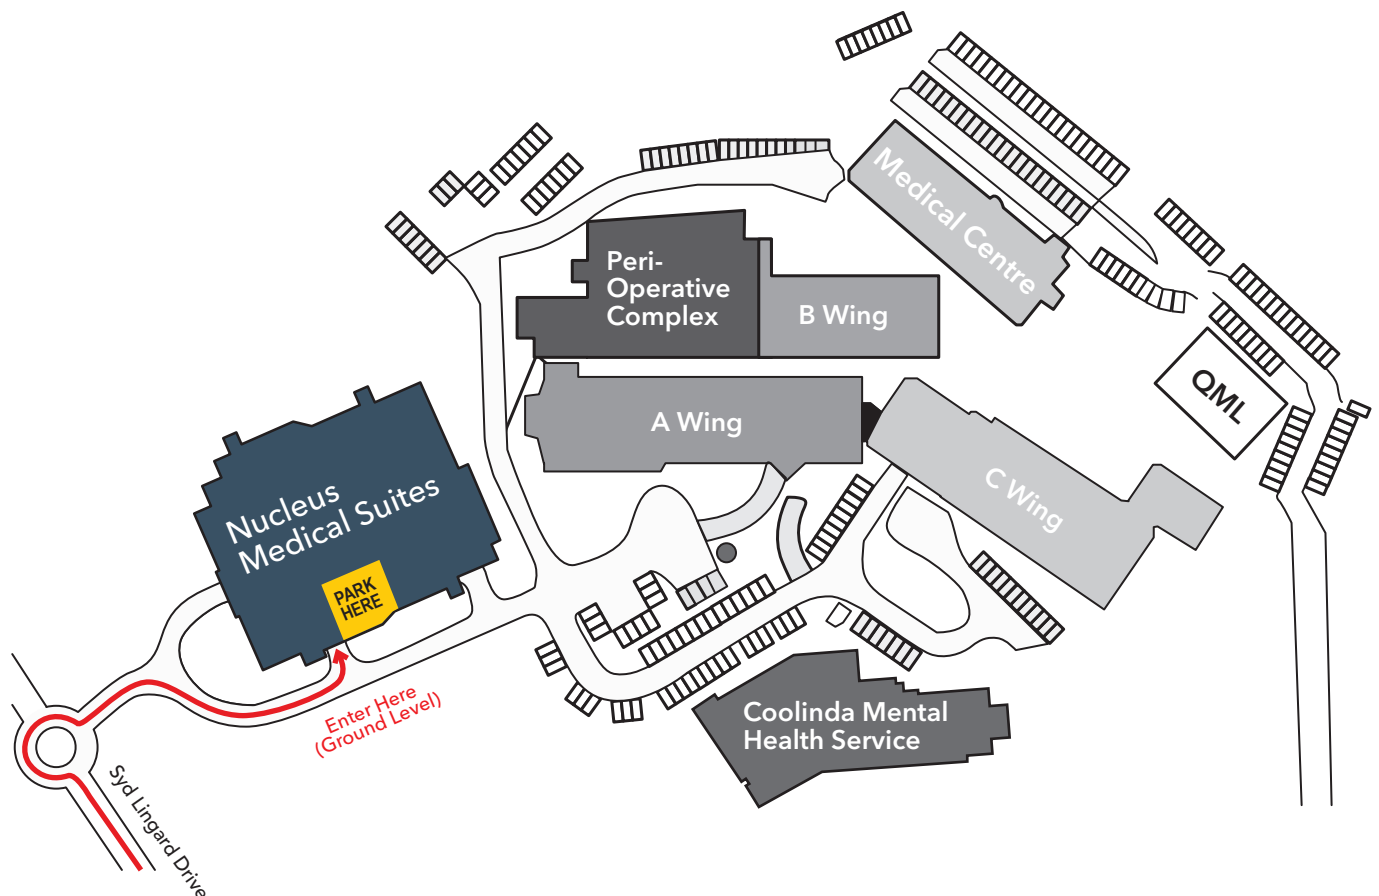 Medical Centre
Peri-
Operative
Complex
B Wing
QML
A Wing
C Wing
Nucleus
Medical Suites
PARK
HERE
Enter Here
(Ground Level)
Coolinda Mental
Health Service
Syd Lingard Drive